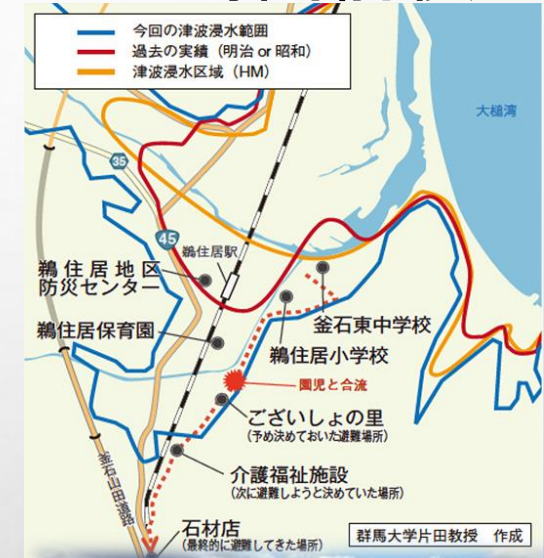 今回の津波浸水範囲
過去の実績（明治 or 昭和）
津波浸水区域（HM）
大槌湾
35
45
鵜住居駅
鵜住居地区
防災センター
釜石東中学校
鵜住居保育園
鵜住居小学校
園児と合流
ございしょの里
（予め決めておいた避難場所）
介護福祉施設
（次に避難しようと決めていた場所）
釜石山田道路
石材店
（最終的に避難してきた場所）
群馬大学片田教授 作成